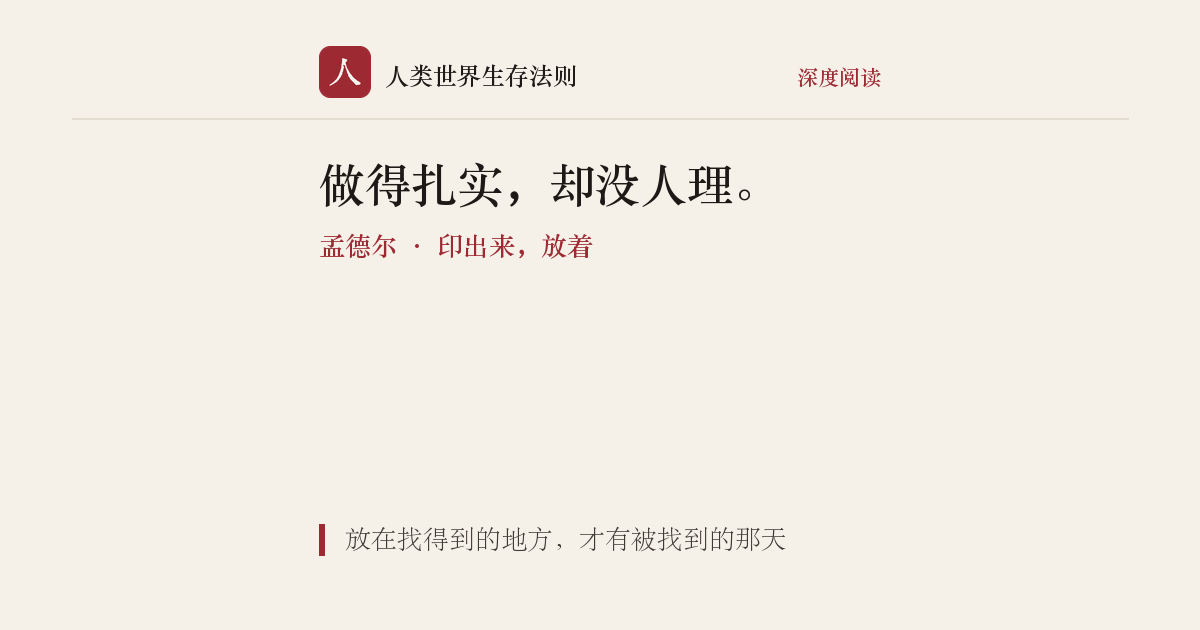 人
人类世界生存法则
深度阅读
做得扎实，却没人理。
孟德尔 · 印出来，放着
放在找得到的地方，才有被找到的那天